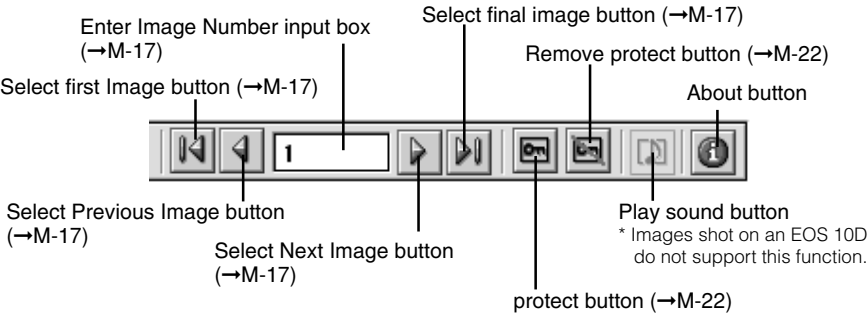 Enter Image Number input box
(→M-17)
Select final image button (→M-17)
Remove protect button (→M-22)
Select first Image button (→M-17)
About button
1
Select Previous Image button
(→M-17)
Select Next Image button
(→M-17)
Play sound button
* Images shot on an EOS 10D
do not support this function.
protect button (→M-22)